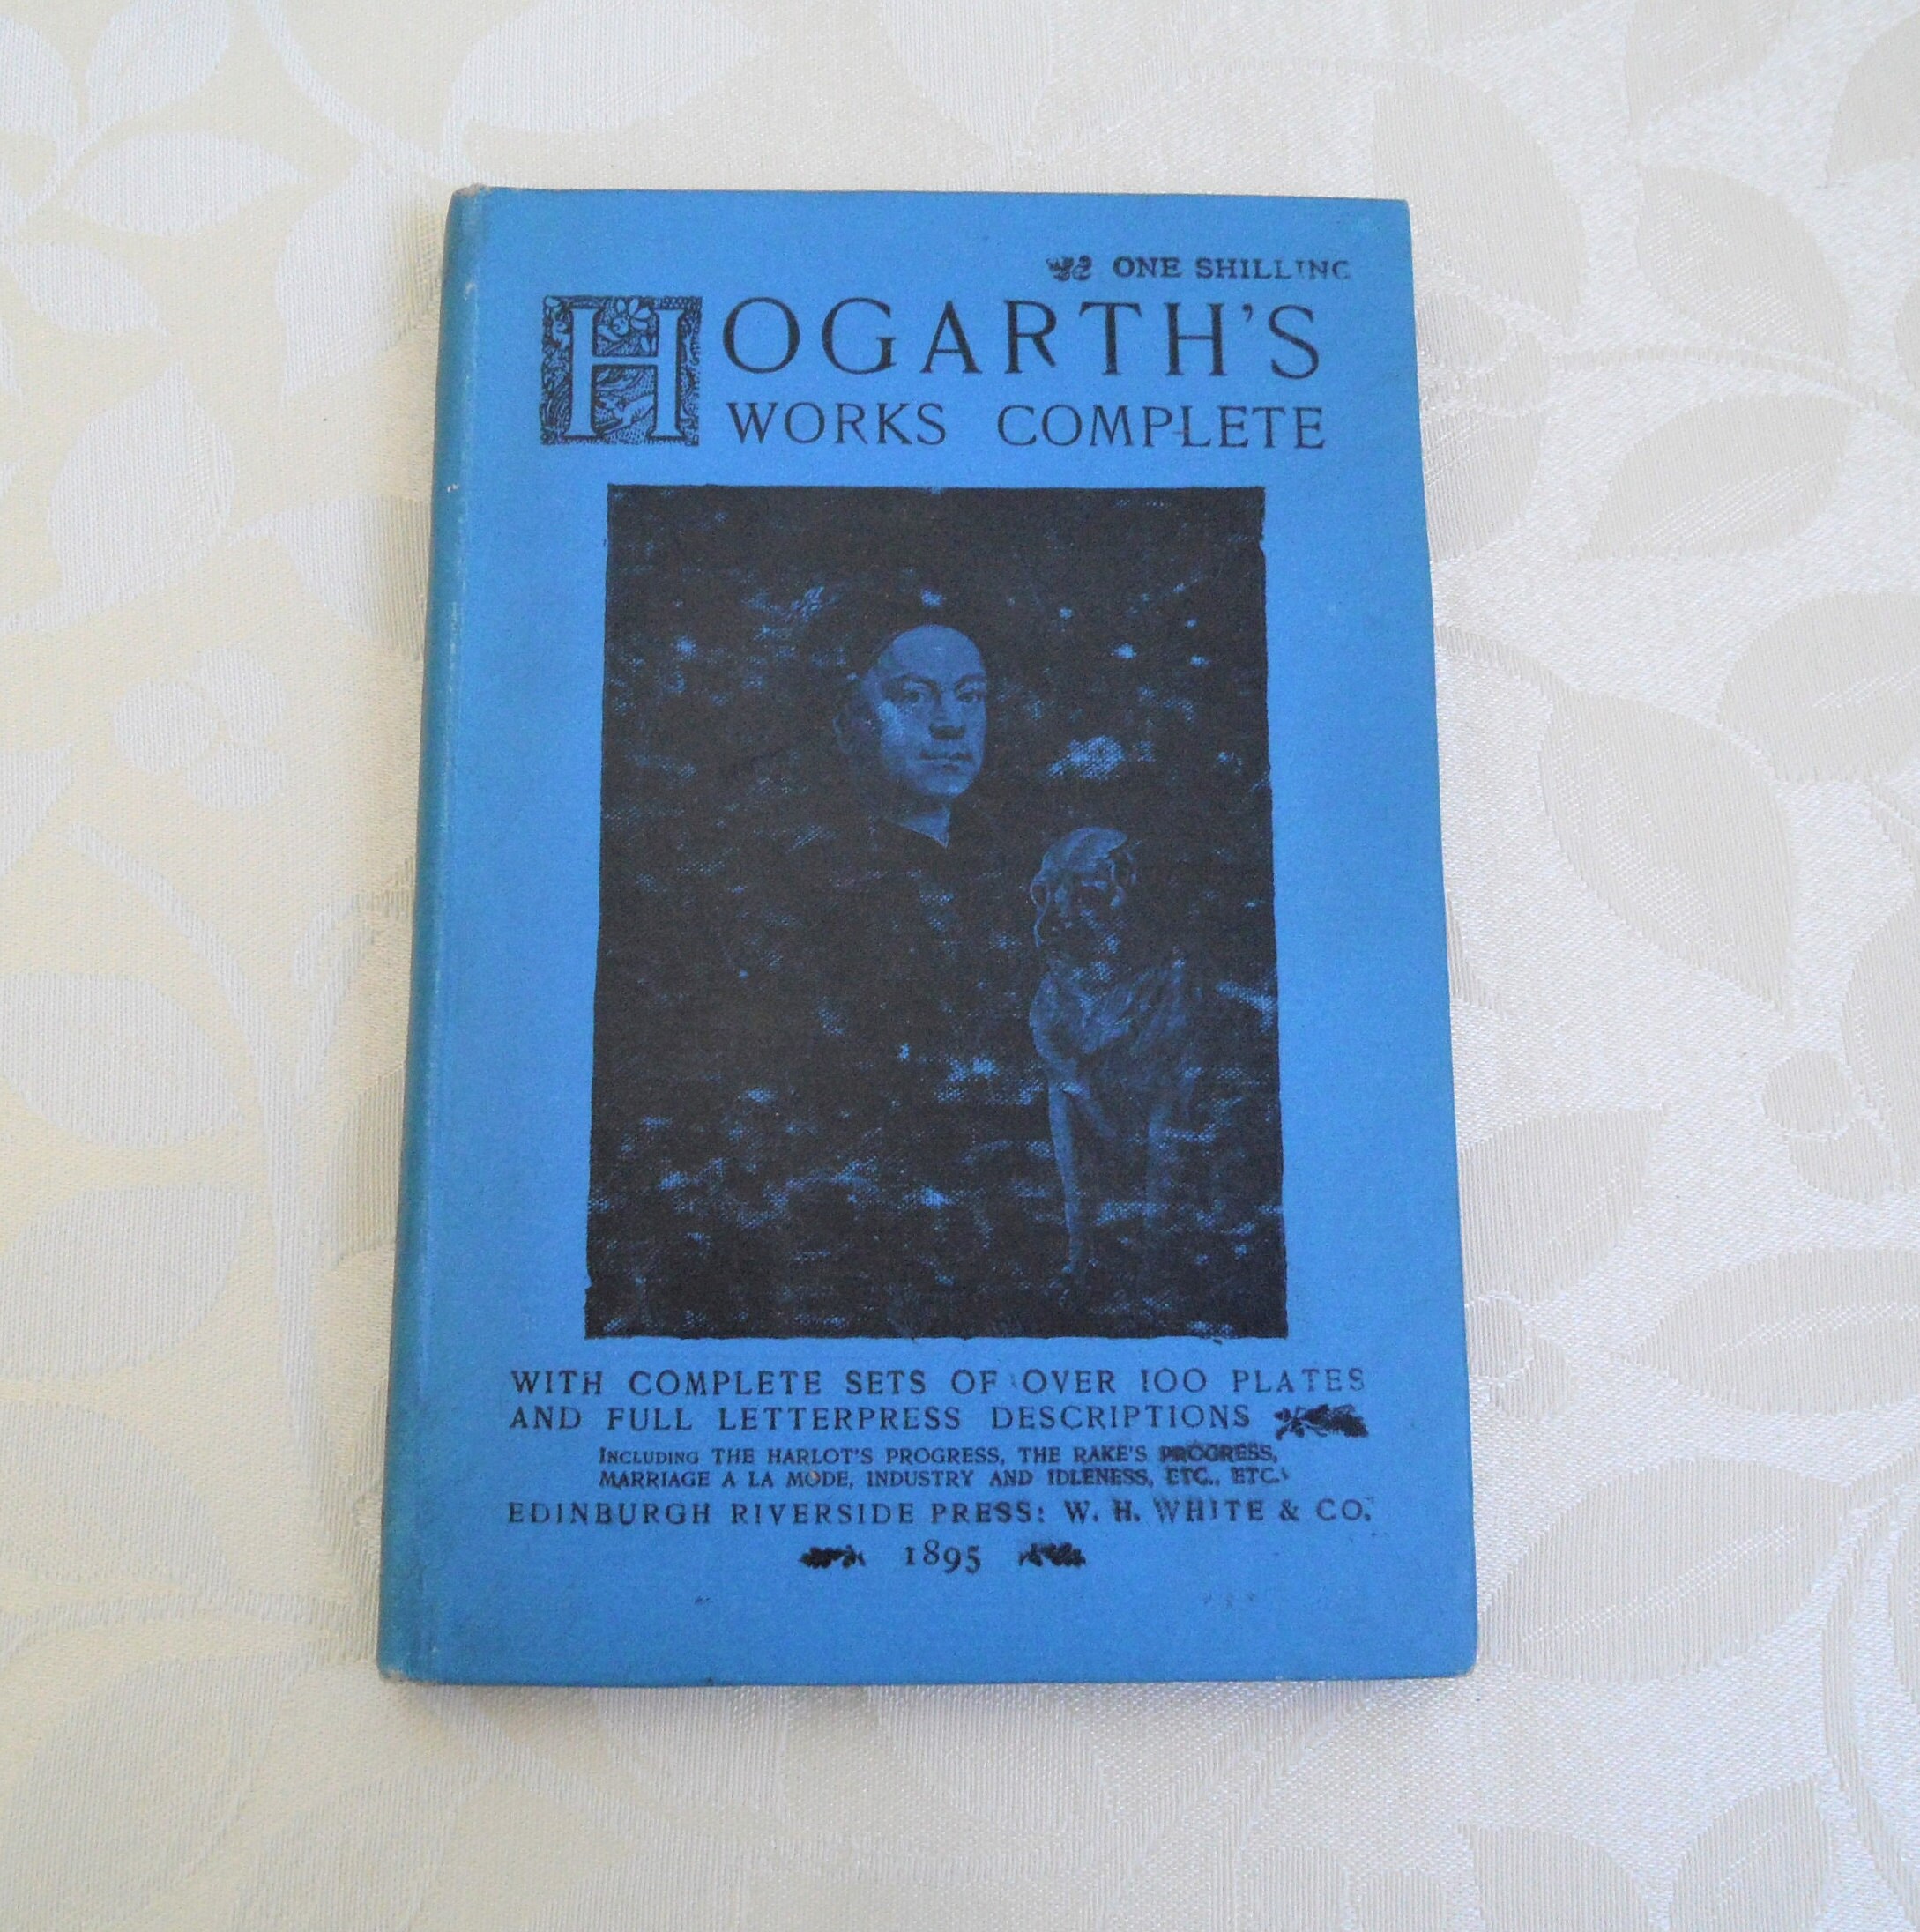 ONE SHILLING
HOGARTH'S
WORKS COMPLETE
WITH COMPLETE SETS OF OVER 100 PLATES
AND FULL LETTERPRESS DESCRIPTIONS
INCLUDING THE HARLOT'S PROGRESS, THE RAKE'S PROGRESS,
MARRIAGE A LA MODE, INDUSTRY AND IDLENESS, ETC., ETC.
EDINBURGH RIVERSIDE PRESS: W. H. WHITE & CO.
1895